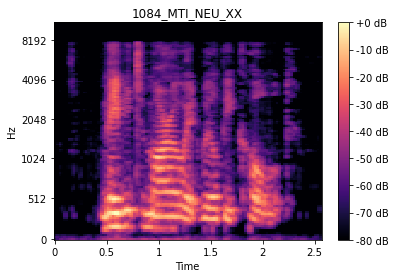 1084_MTI_NEU_XX
Hz
8192
4096
2048
1024
512
0
0
0.5
1
1.5
2
2.5
Time
+0 dB
-10 dB
-20 dB
-30 dB
-40 dB
-50 dB
-60 dB
-70 dB
-80 dB